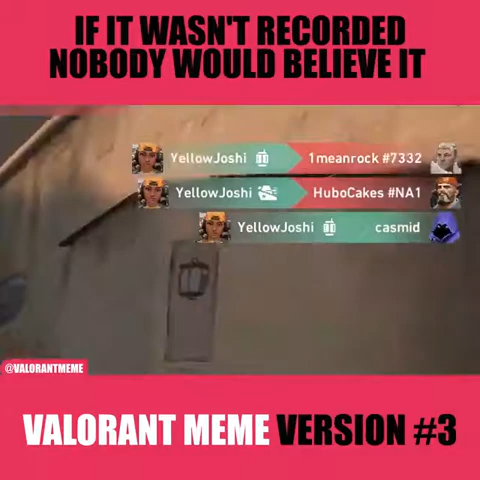 IF IT WASN'T RECORDED
NOBODY WOULD BELIEVE IT
YellowJoshi 1meanrock #7332
YellowJoshi HuboCakes #NA1
YellowJoshi casmid
@VALORANTMEME
VALORANT MEME VERSION #3